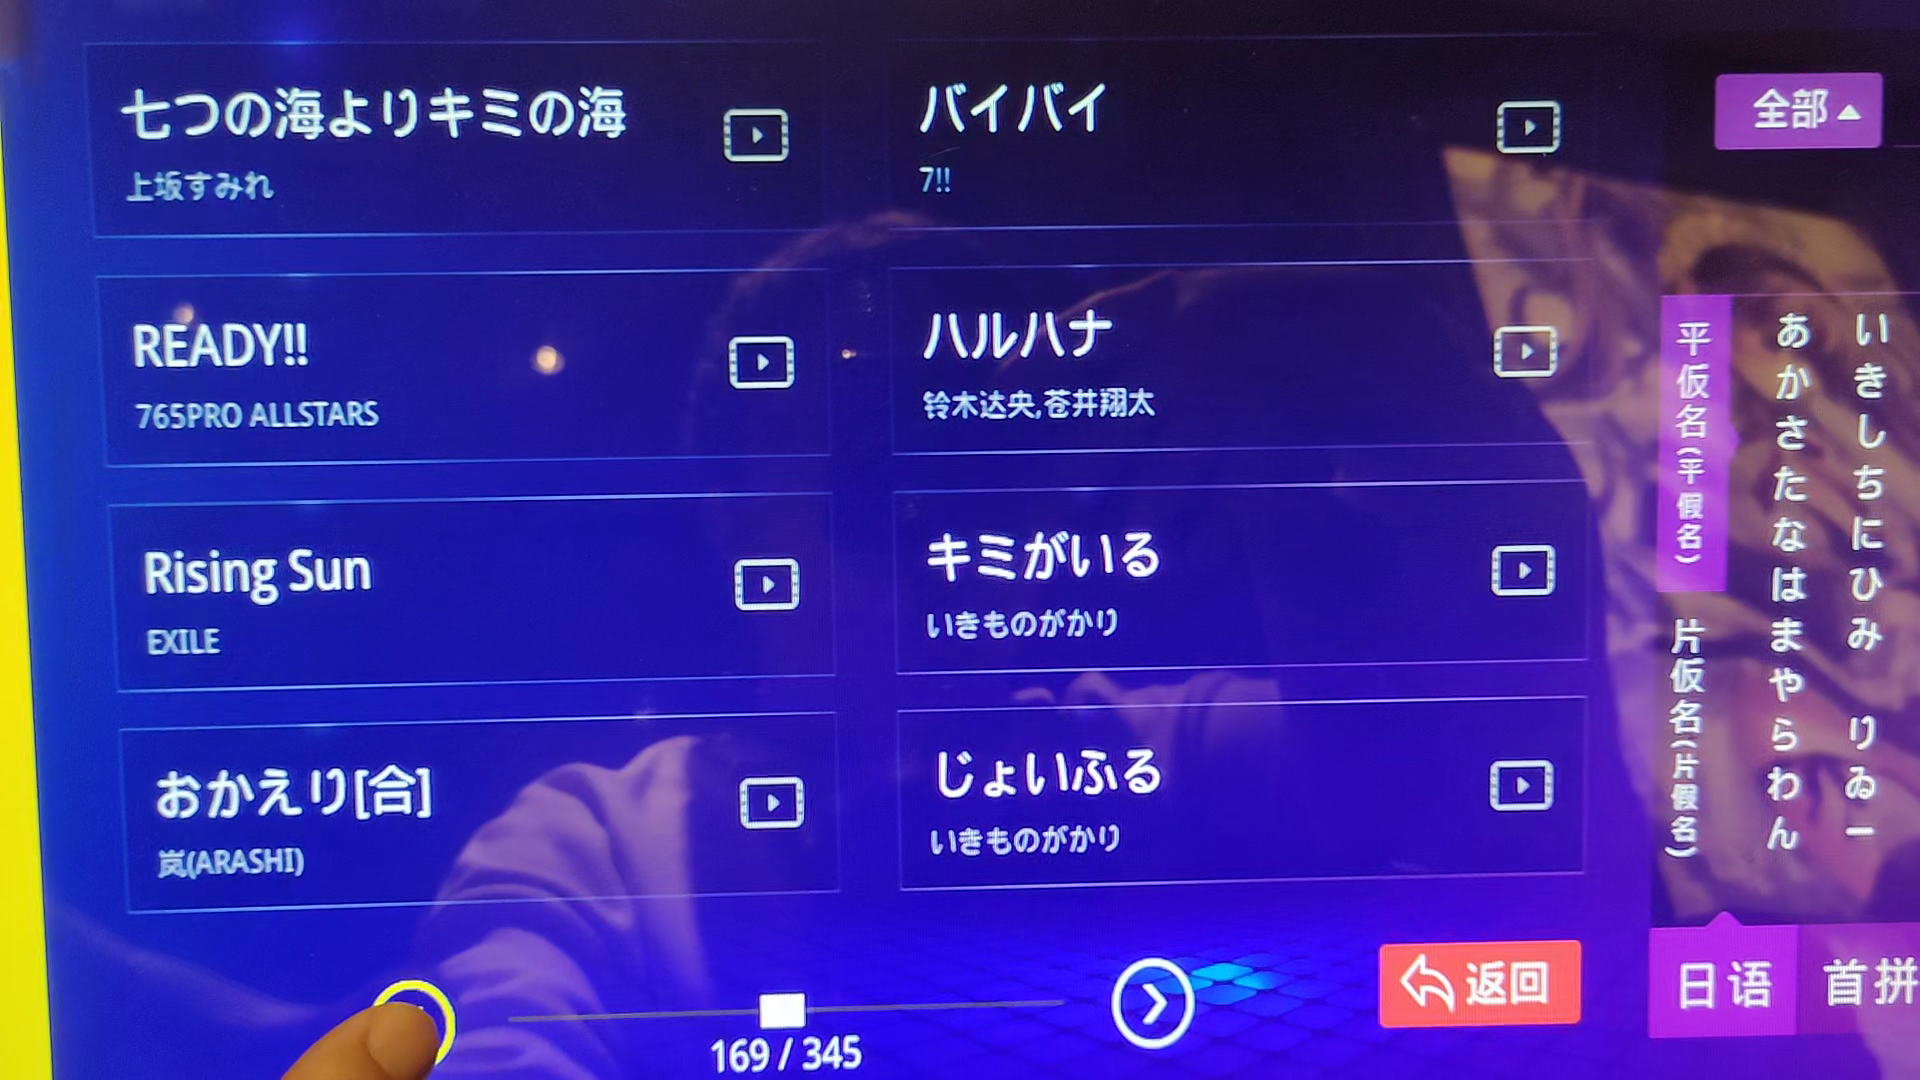 七つの海よりキミの海
上坂すみれ
バイバイ
7!!
READY!!
765PRO ALLSTARS
ハルハナ
铃木达央,苍井翔太
Rising Sun
EXILE
キミがいる
いきものがかり
おかえり[合]
岚(ARASHI)
じょいふる
いきものがかり
169 / 345
返回
全部
平仮名(平假名)
片仮名(片假名)
あかさたなはまやらわん
いきしちにひみ りゐー
日语
首拼